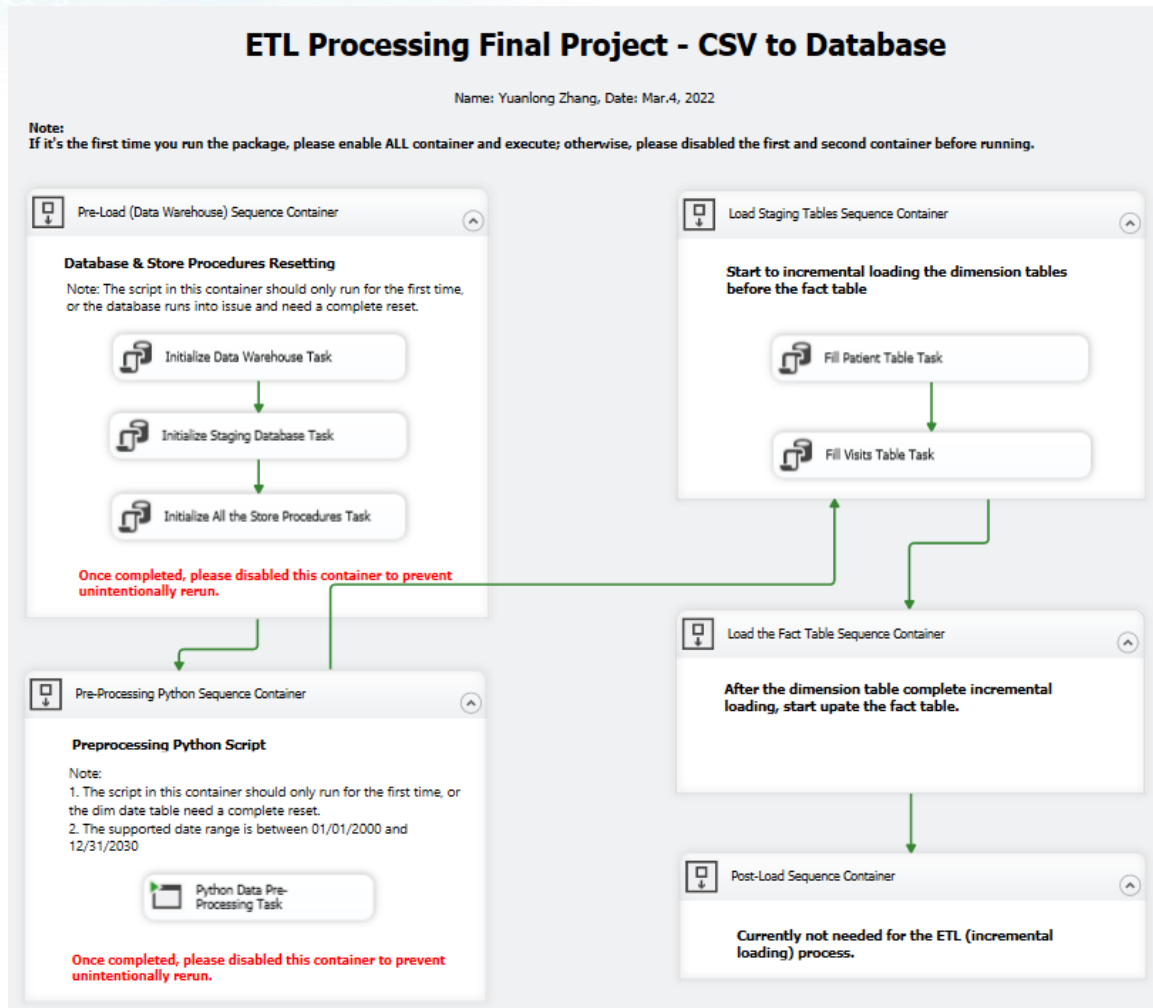 ETL Processing Final Project - CSV to Database
Name: Yuanlong Zhang, Date: Mar.4, 2022
Note:
If it's the first time you run the package, please enable ALL container and execute; otherwise, please disabled the first and second container before running.
Pre-Load (Data Warehouse) Sequence Container
Database & Store Procedures Resetting
Note: The script in this container should only run for the first time,
or the database runs into issue and need a complete reset.
Initialize Data Warehouse Task
Initialize Staging Database Task
Initialize All the Store Procedures Task
Once completed, please disabled this container to prevent
unintentionally rerun.
Pre-Processing Python Sequence Container
Preprocessing Python Script
Note:
1. The script in this container should only run for the first time, or
the dim date table need a complete reset.
2. The supported date range is between 01/01/2000 and
12/31/2030
Python Data Pre-
Processing Task
Once completed, please disabled this container to prevent
unintentionally rerun.
Load Staging Tables Sequence Container
Start to incremental loading the dimension tables
before the fact table
Fill Patient Table Task
Fill Visits Table Task
Load the Fact Table Sequence Container
After the dimension table complete incremental
loading, start upate the fact table.
Post-Load Sequence Container
Currently not needed for the ETL (incremental
loading) process.